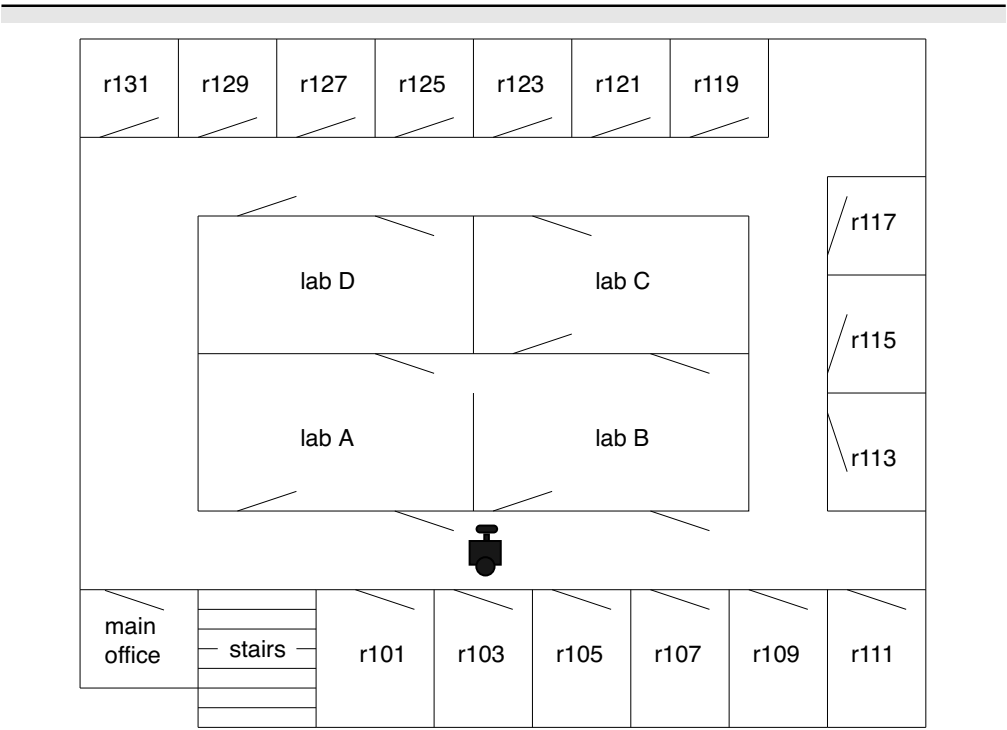 r131 r129 r127 r125 r123 r121 r119
r117
lab D lab C
r115
lab A lab B
r113
main
office
stairs
r101 r103 r105 r107 r109 r111